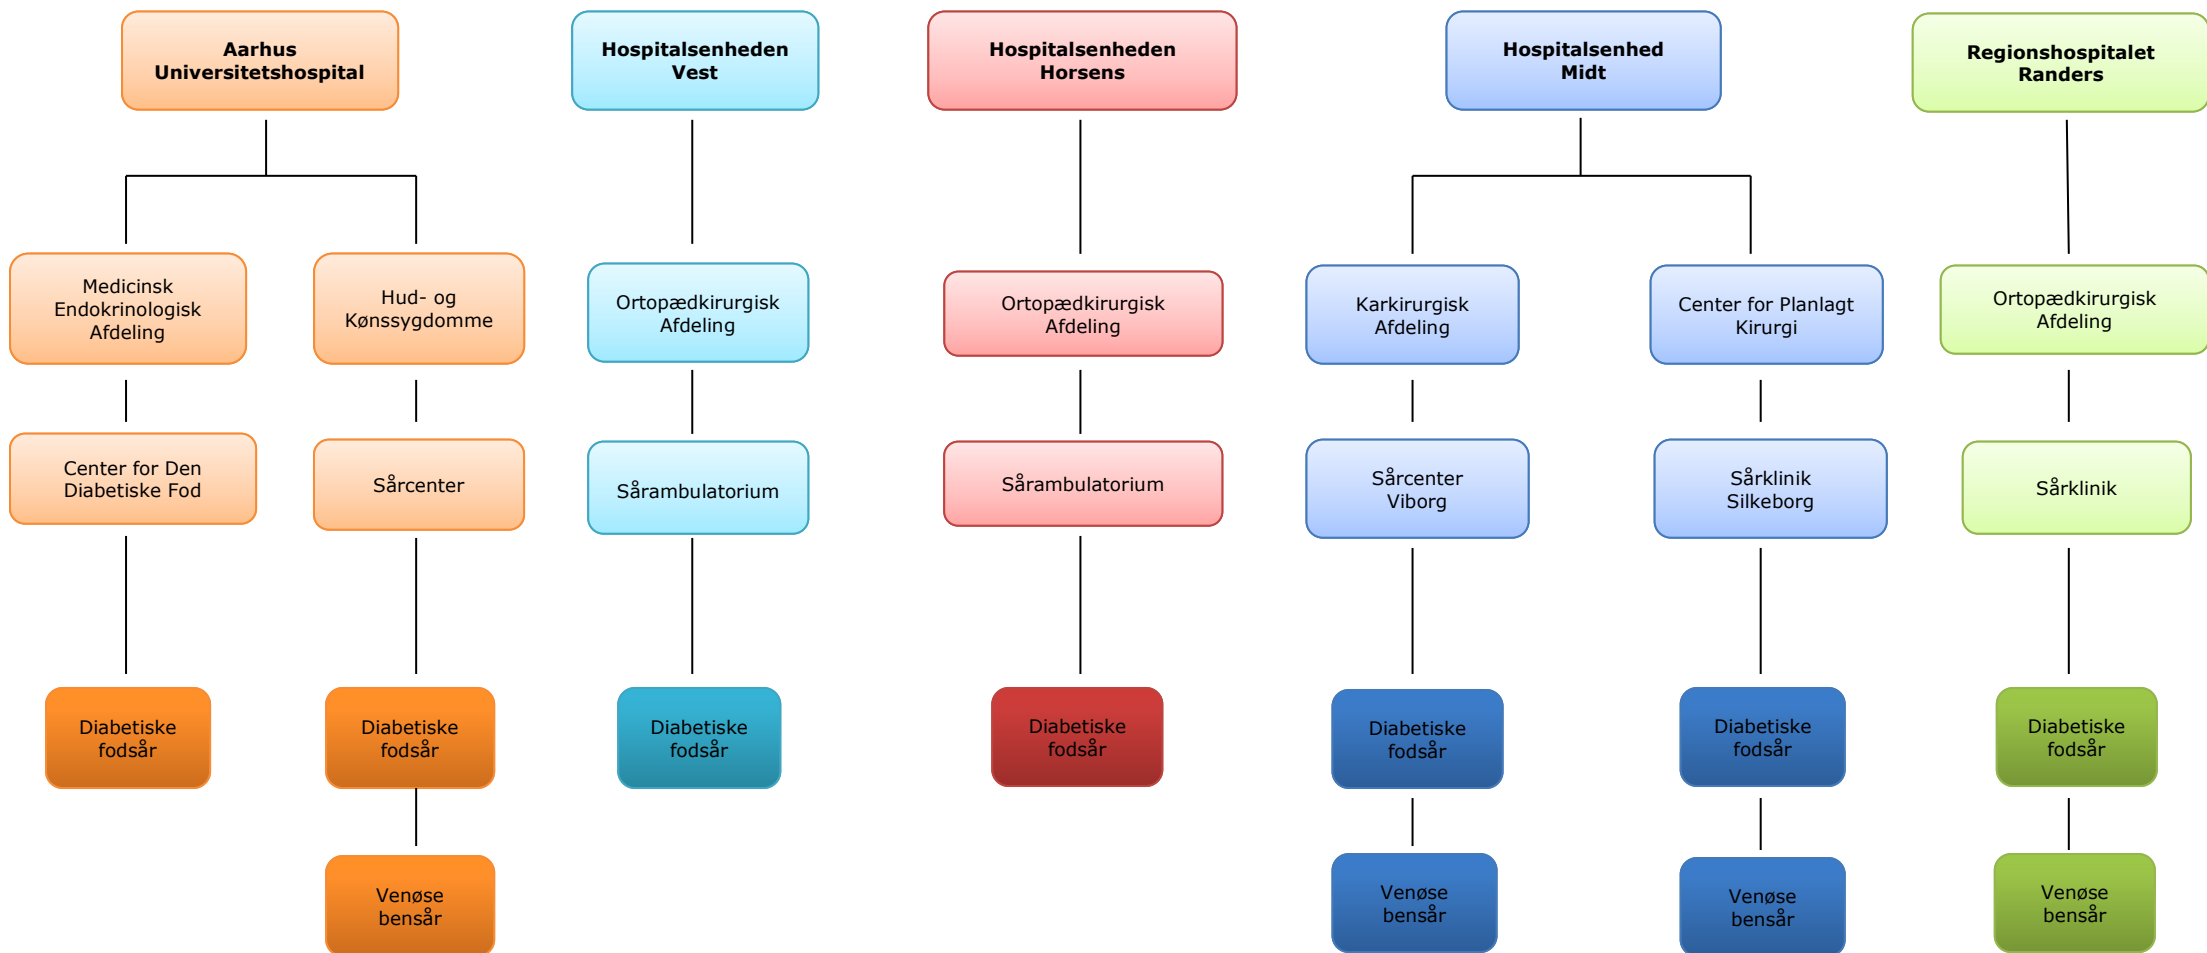 Aarhus
Universitetshospital
Hospitalsenheden
Vest
Hospitalsenheden
Horsens
Hospitalsenhed
Midt
Regionshospitalet
Randers
Medicinsk
Endokrinologisk
Afdeling
Hud- og
Kønssygdomme
Ortopædkirurgisk
Afdeling
Ortopædkirurgisk
Afdeling
Karkirurgisk
Afdeling
Center for Planlagt
Kirurgi
Ortopædkirurgisk
Afdeling
Center for Den
Diabetiske Fod
Sårcenter
Sårambulatorium
Sårambulatorium
Sårcenter
Viborg
Sårklinik
Silkeborg
Sårklinik
Diabetiske
fodsår
Diabetiske
fodsår
Diabetiske
fodsår
Diabetiske
fodsår
Diabetiske
fodsår
Diabetiske
fodsår
Diabetiske
fodsår
Venøse
bensår
Venøse
bensår
Venøse
bensår
Venøse
bensår